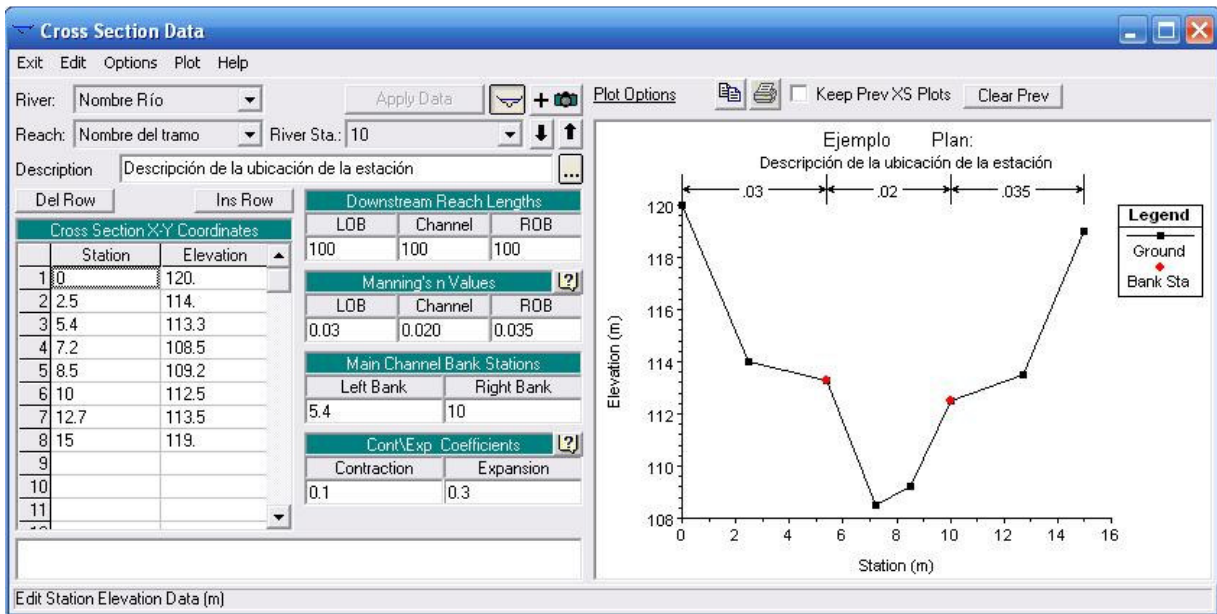 Cross Section Data
Exit Edit Options Plot Help
River: Nombre Río
Apply Data
Reach: Nombre del tramo River Sta.: 10
Description Descripción de la ubicación de la estación ...
Del Row Ins Row
Cross Section X-Y Coordinates
Station Elevation
1 0 120.
2 2.5 114.
3 5.4 113.3
4 7.2 108.5
5 8.5 109.2
6 10 112.5
7 12.7 113.5
8 15 119.
9
10
11
Downstream Reach Lengths
LOB Channel ROB
100 100 100
Manning's n Values
LOB Channel ROB
0.03 0.020 0.035
Main Channel Bank Stations
Left Bank Right Bank
5.4 10
Cont\Exp Coefficients
Contraction Expansion
0.1 0.3
Plot Options Keep Prev XS Plots Clear Prev
Ejemplo Plan:
Descripción de la ubicación de la estación
.03 .02 .035
120
118
116
114
112
110
108
Elevation (m)
0 2 4 6 8 10 12 14 16
Station (m)
Legend
Ground
Bank Sta
Edit Station Elevation Data (m)